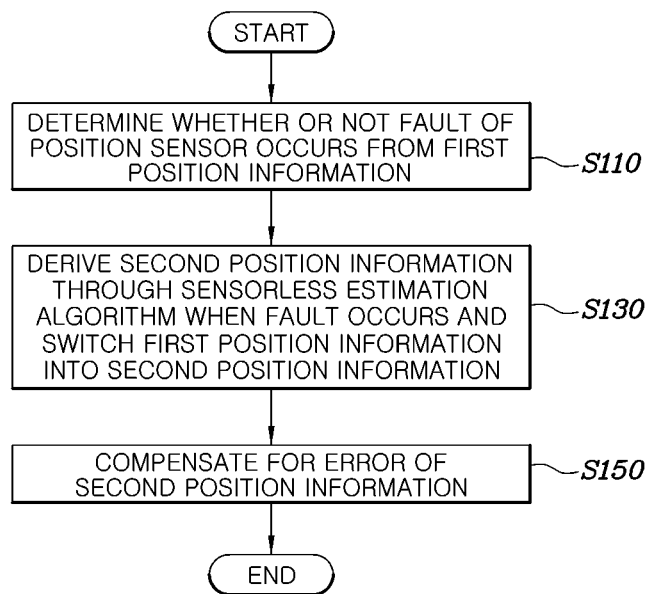 START
DETERMINE WHETHER OR NOT FAULT OF
POSITION SENSOR OCCURS FROM FIRST
POSITION INFORMATION
S110
DERIVE SECOND POSITION INFORMATION
THROUGH SENSORLESS ESTIMATION
ALGORITHM WHEN FAULT OCCURS AND
SWITCH FIRST POSITION INFORMATION
INTO SECOND POSITION INFORMATION
S130
COMPENSATE FOR ERROR OF
SECOND POSITION INFORMATION
S150
END